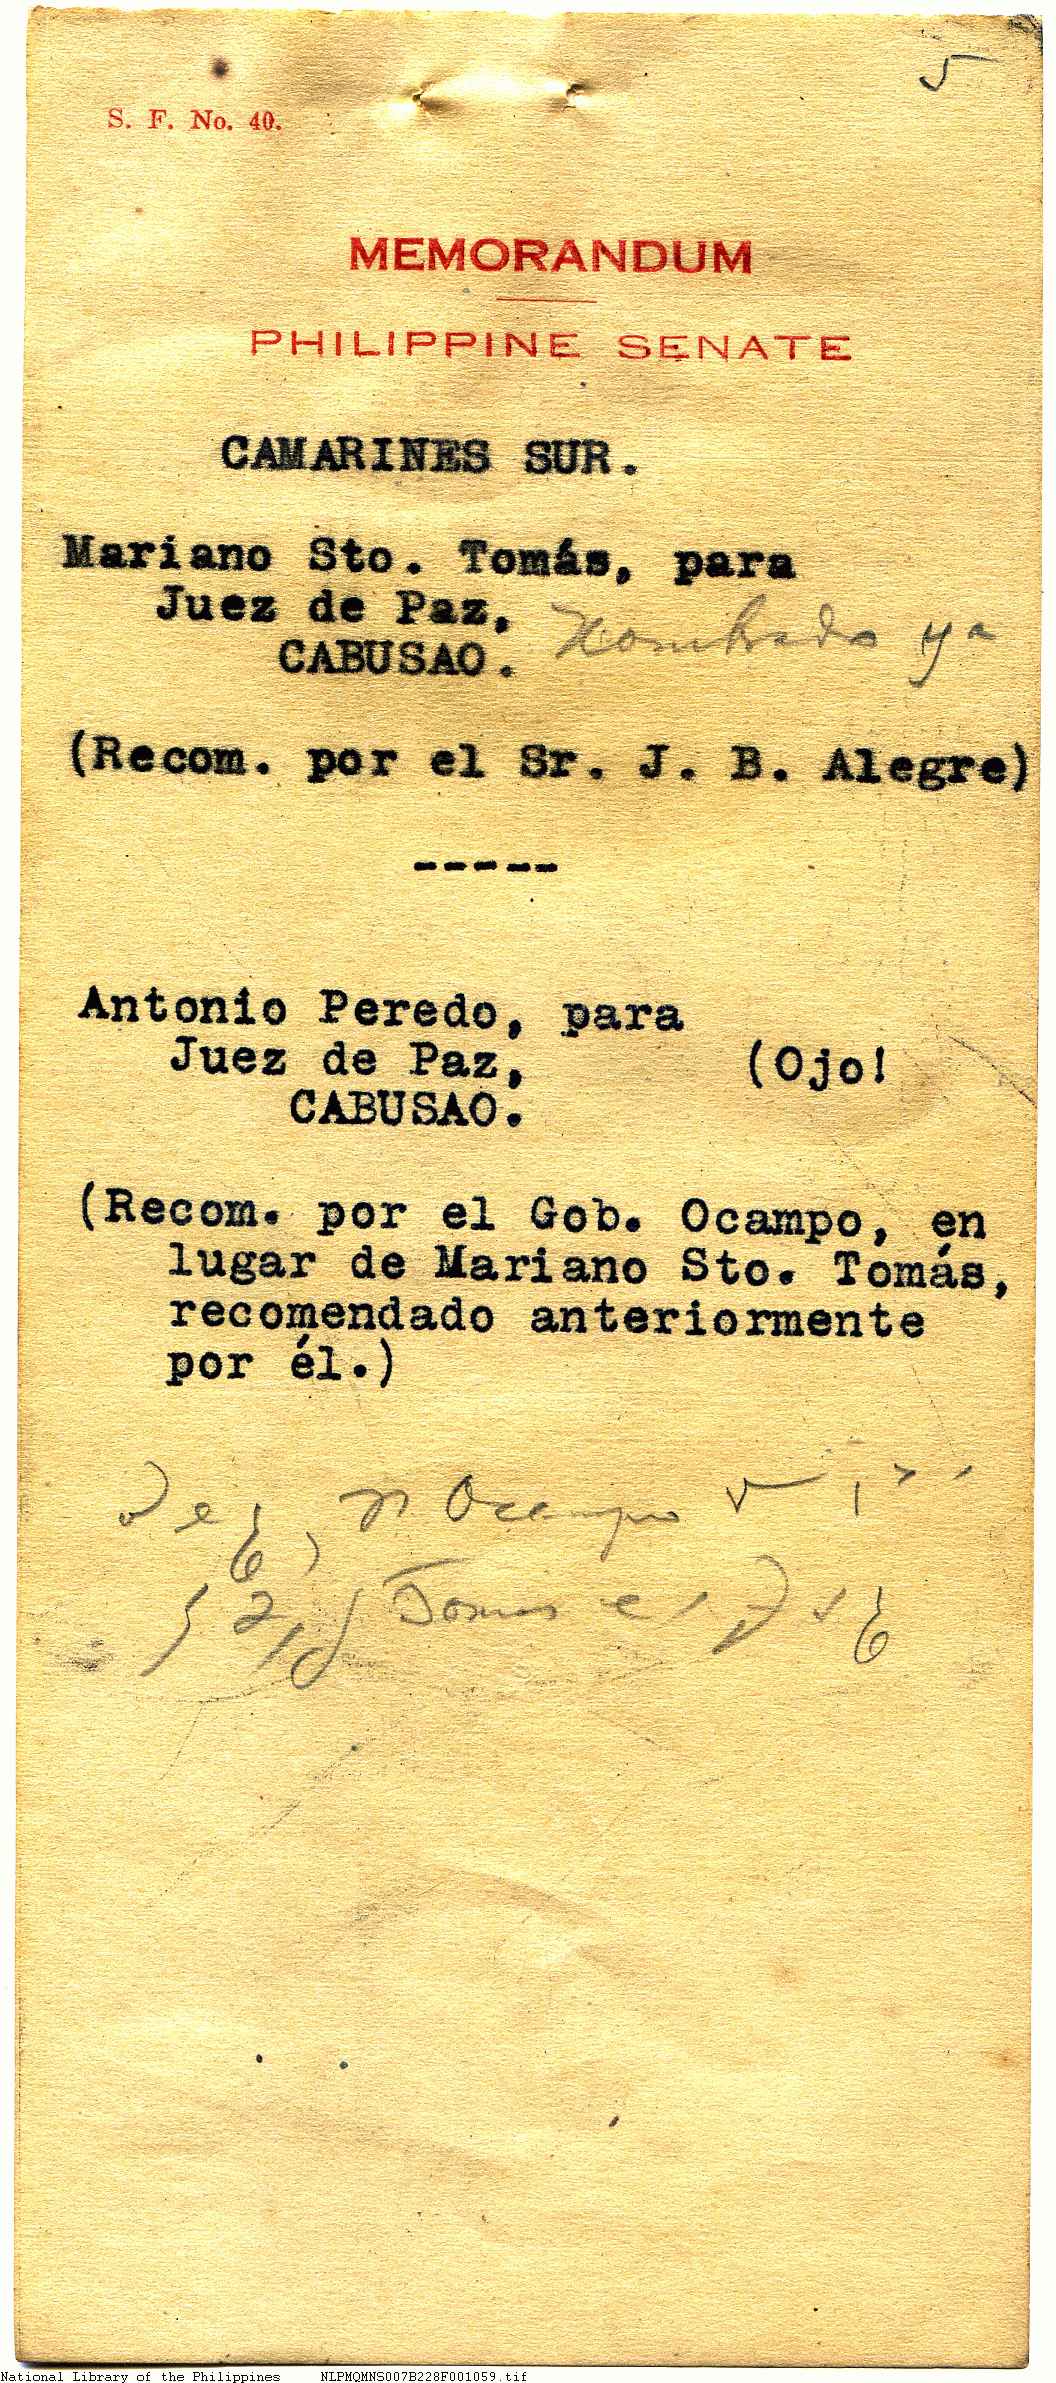 5
S. F. No. 40.
MEMORANDUM
PHILIPPINE SENATE
CAMARINES SUR.
Mariano Sto. Tomás, para
Juez de Paz,
CABUSAO. Nombrado ya
(Recom. por el Sr. J. B. Alegre)
-----
Antonio Peredo, para
Juez de Paz, (Ojo!
CABUSAO.
(Recom. por el Gob. Ocampo, en
lugar de Mariano Sto. Tomás,
recomendado anteriormente
por él.)
Ocampo
National Library of the Philippines NLPMQMNS007B228F001059.tif